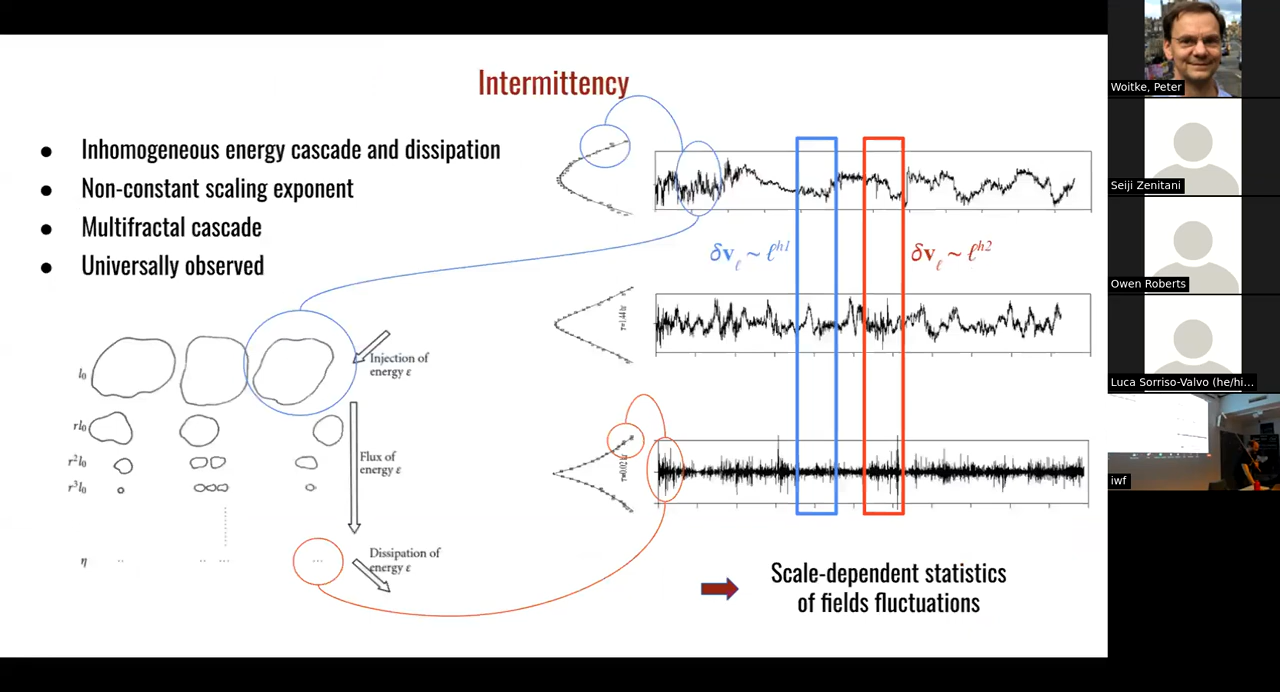 Intermittency
● Inhomogeneous energy cascade and dissipation
● Non-constant scaling exponent
● Multifractal cascade
● Universally observed
δv_ℓ ~ ℓ^h1
δv_ℓ ~ ℓ^h2
l₀
Injection of
energy ε
rl₀
r²l₀
Flux of
energy ε
r³l₀
η
Dissipation of
energy ε
Scale-dependent statistics
of fields fluctuations
Woitke, Peter
Seiji Zenitani
Owen Roberts
Luca Sorriso-Valvo (he/hi...
iwf